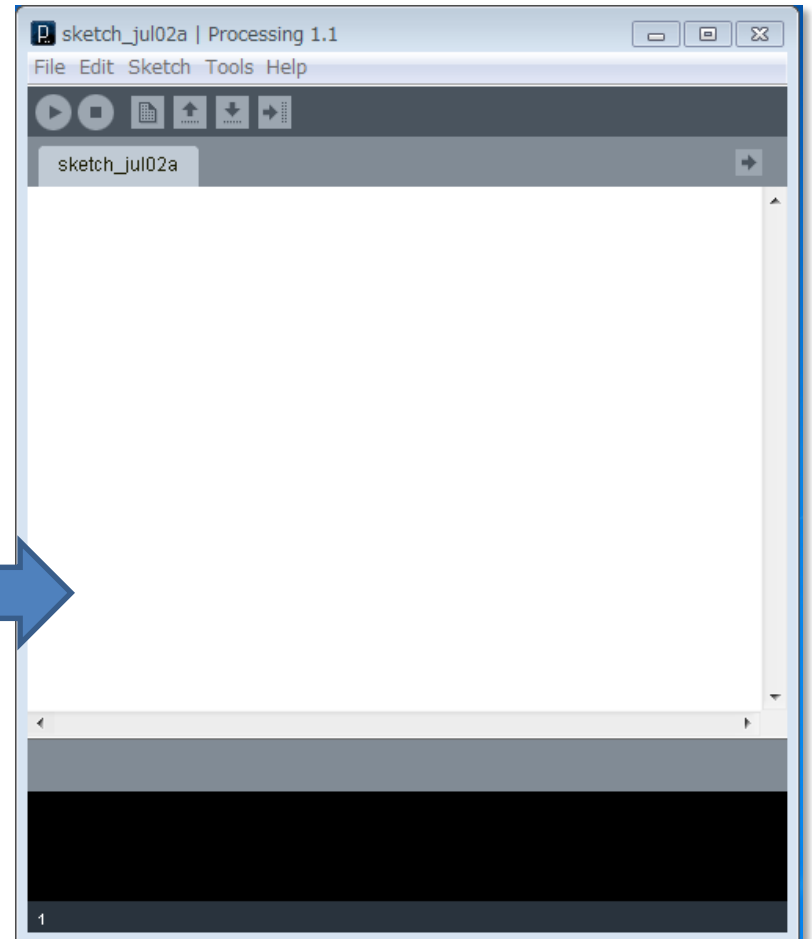 sketch_jul02a | Processing 1.1
File Edit Sketch Tools Help
sketch_jul02a
1